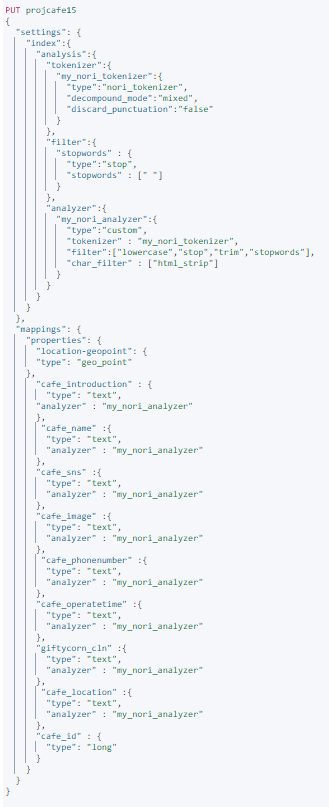 PUT projcafe15
{
"settings": {
"index":{
"analysis":{
"tokenizer":{
"my_nori_tokenizer":{
"type":"nori_tokenizer",
"decompound_mode":"mixed",
"discard_punctuation":"false"
}
},
"filter":{
"stopwords" : {
"type":"stop",
"stopwords" : [" "]
}
},
"analyzer":{
"my_nori_analyzer":{
"type":"custom",
"tokenizer" : "my_nori_tokenizer",
"filter":["lowercase","stop","trim","stopwords"],
"char_filter" : ["html_strip"]
}
}
}
}
},
"mappings": {
"properties": {
"location-geopoint": {
"type": "geo_point"
},
"cafe_introduction" : {
"type": "text",
"analyzer" : "my_nori_analyzer"
},
"cafe_name" :{
"type": "text",
"analyzer" : "my_nori_analyzer"
},
"cafe_sns" :{
"type": "text",
"analyzer" : "my_nori_analyzer"
},
"cafe_image" :{
"type": "text",
"analyzer" : "my_nori_analyzer"
},
"cafe_phonenumber" :{
"type": "text",
"analyzer" : "my_nori_analyzer"
},
"cafe_operatetime" :{
"type": "text",
"analyzer" : "my_nori_analyzer"
},
"giftycorn_cln" :{
"type": "text",
"analyzer" : "my_nori_analyzer"
},
"cafe_location" :{
"type": "text",
"analyzer" : "my_nori_analyzer"
},
"cafe_id" : {
"type": "long"
}
}
}
}